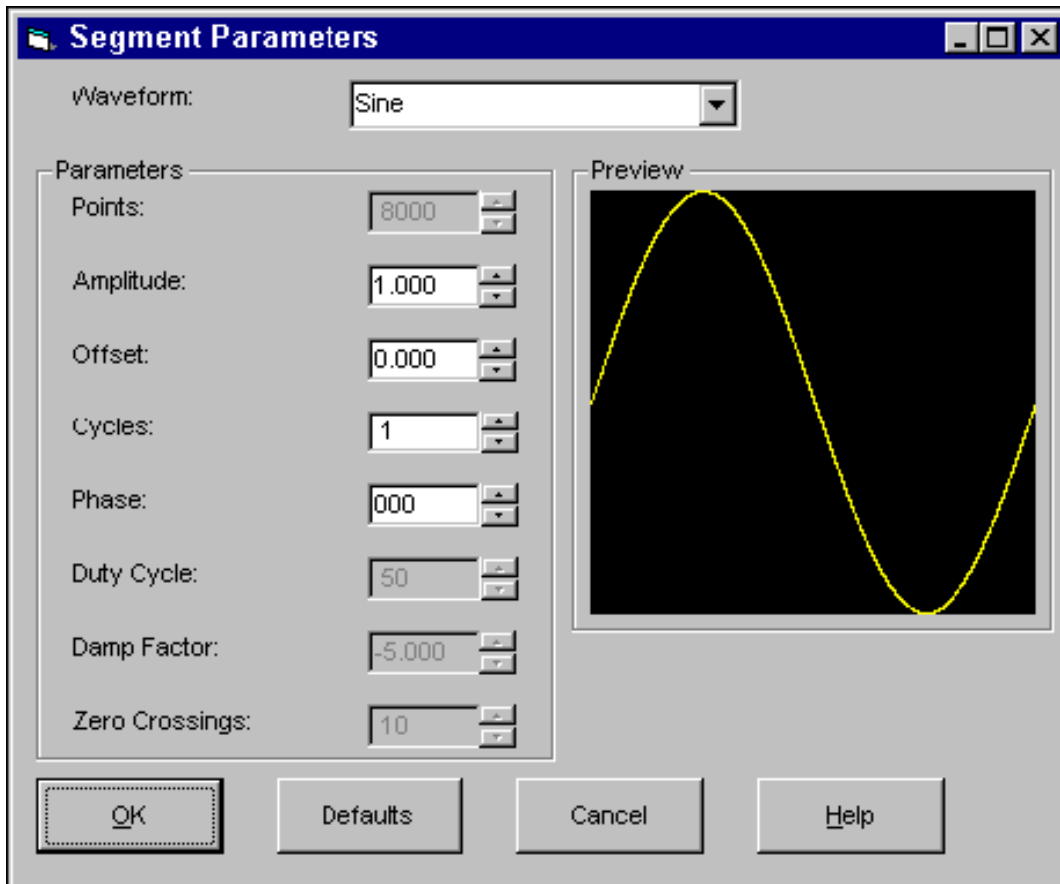 Segment Parameters
Waveform: Sine
Parameters
Points: 8000
Amplitude: 1.000
Offset: 0.000
Cycles: 1
Phase: 000
Duty Cycle: 50
Damp Factor: -5.000
Zero Crossings: 10
Preview
OK Defaults Cancel Help